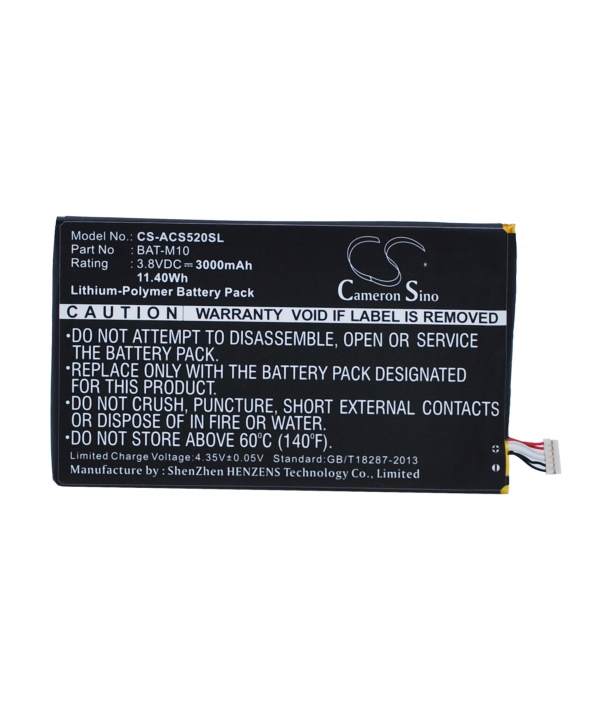 Model No.: CS-ACS520SL
Part No : BAT-M10
Rating : 3.8VDC⎓3000mAh
11.40Wh
Lithium-Polymer Battery Pack
Cameron Sino
CAUTION WARRANTY VOID IF LABEL IS REMOVED
•DO NOT ATTEMPT TO DISASSEMBLE, OPEN OR SERVICE
THE BATTERY PACK.
•REPLACE ONLY WITH THE BATTERY PACK DESIGNATED
FOR THIS PRODUCT.
•DO NOT CRUSH, PUNCTURE, SHORT EXTERNAL CONTACTS
OR DISPOSE OF IN FIRE.
•DO NOT STORE ABOVE 60°C (140°F).
Limited Charge Voltage:4.35V±0.05V Standard:GB/T18287-2013
Manufacturer : ShenZhen HENZENS Technology Co.,Limited